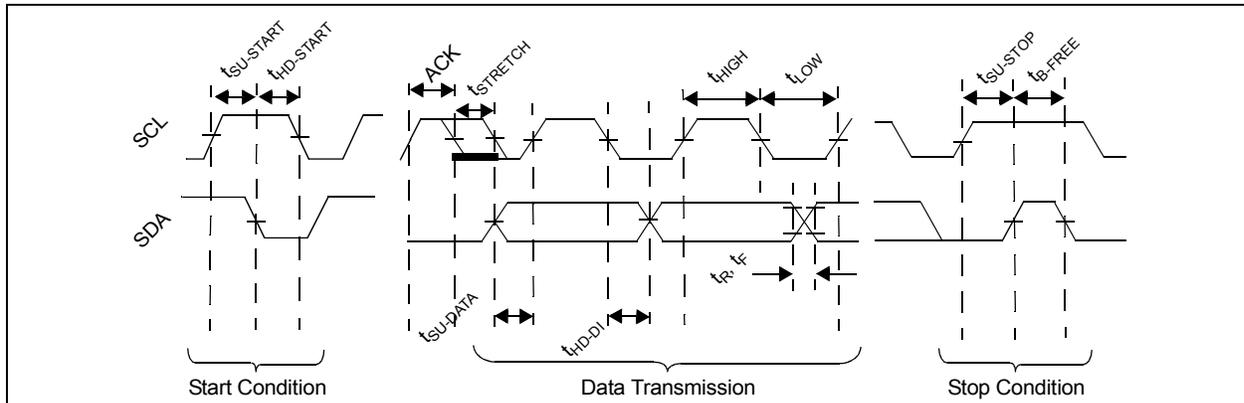 tSU-START
tHD-START
ACK
tSTRETCH
tHIGH
tLOW
tSU-STOP
tB-FREE
SCL
SDA
tR, tF
tSU-DATA
tHD-DI
Start Condition
Data Transmission
Stop Condition